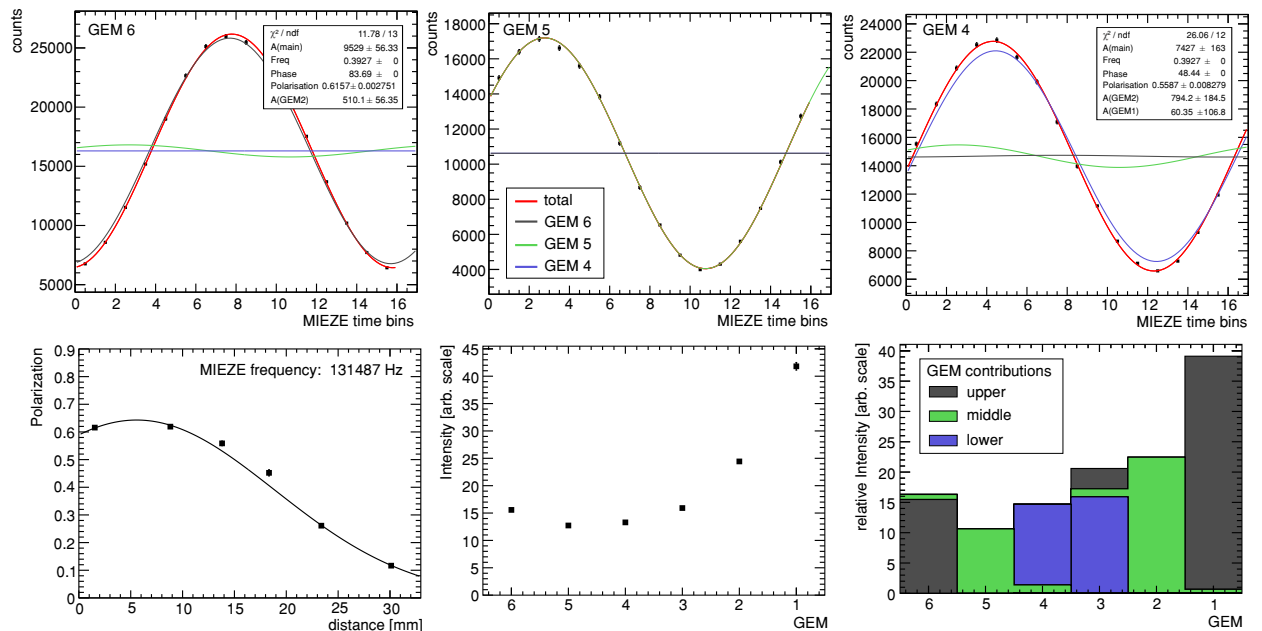 counts
GEM 6
χ² / ndf 11.78 / 13
A(main) 9529 ± 56.33
Freq 0.3927 ± 0
Phase 83.69 ± 0
Polarisation 0.6157± 0.002751
A(GEM2) 510.1 ± 56.35
25000
20000
15000
10000
5000
0 2 4 6 8 10 12 14 16
MIEZE time bins
counts
GEM 5
18000
16000
14000
12000
10000
8000
6000
4000
total
GEM 6
GEM 5
GEM 4
0 2 4 6 8 10 12 14 16
MIEZE time bins
counts
GEM 4
χ² / ndf 26.06 / 12
A(main) 7427 ± 163
Freq 0.3927 ± 0
Phase 48.44 ± 0
Polarisation 0.5587 ± 0.008279
A(GEM2) 794.2 ± 184.5
A(GEM1) 60.35 ±106.8
24000
22000
20000
18000
16000
14000
12000
10000
8000
6000
0 2 4 6 8 10 12 14 16
MIEZE time bins
Polarization
MIEZE frequency: 131487 Hz
0.9
0.8
0.7
0.6
0.5
0.4
0.3
0.2
0.1
0
0 5 10 15 20 25 30
distance [mm]
Intensity [arb. scale]
45
40
35
30
25
20
15
10
5
0
6 5 4 3 2 1
GEM
relative Intensity [arb. scale]
GEM contributions
upper
middle
lower
40
35
30
25
20
15
10
5
0
6 5 4 3 2 1
GEM